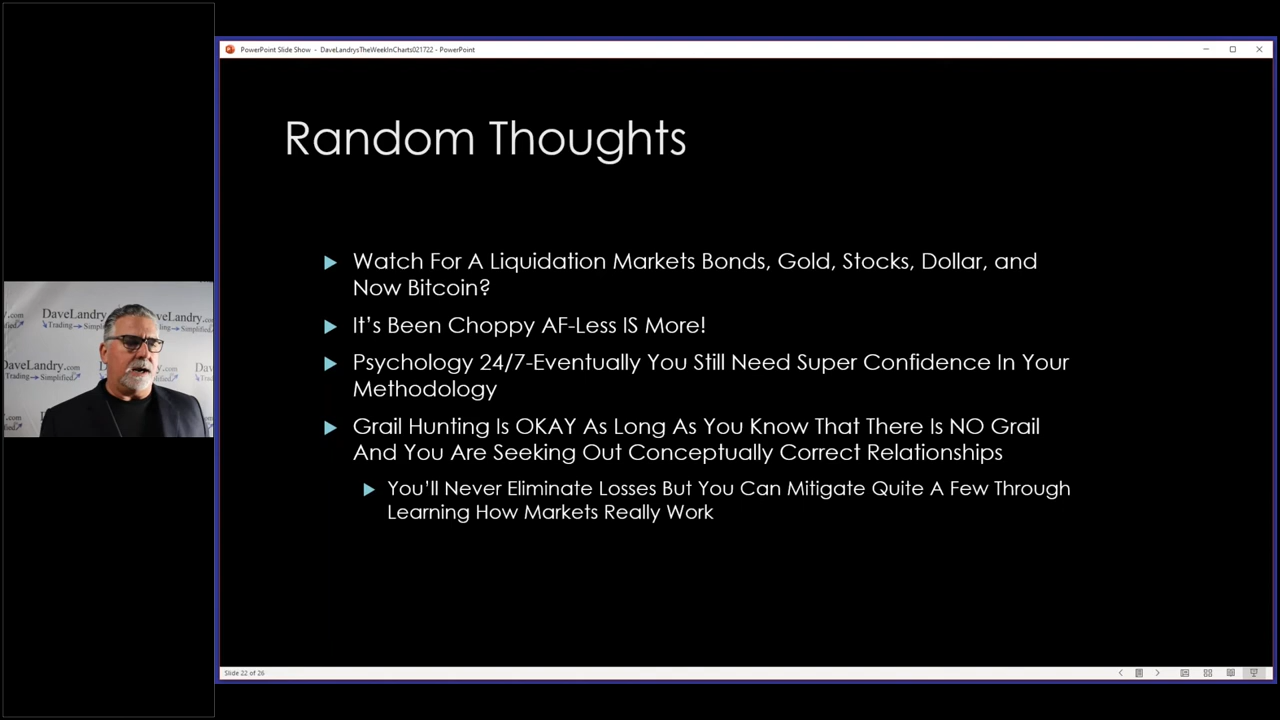 PowerPoint Slide Show - DaveLandrysTheWeekInCharts021722 - PowerPoint
Random Thoughts
Watch For A Liquidation Markets Bonds, Gold, Stocks, Dollar, and
Now Bitcoin?
It's Been Choppy AF-Less IS More!
Psychology 24/7-Eventually You Still Need Super Confidence In Your
Methodology
Grail Hunting Is OKAY As Long As You Know That There Is NO Grail
And You Are Seeking Out Conceptually Correct Relationships
You'll Never Eliminate Losses But You Can Mitigate Quite A Few Through
Learning How Markets Really Work
DaveLandry.com
Trading Simplified
Slide 22 of 26